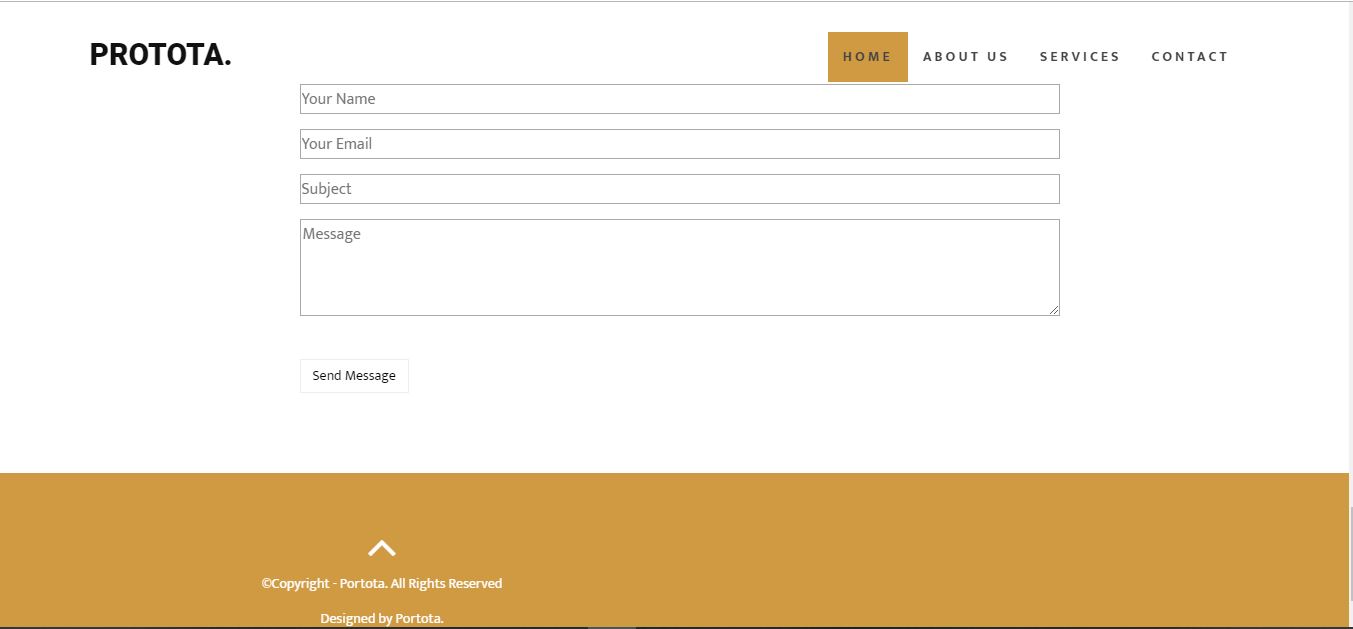 PROTOTA.
HOME ABOUT US SERVICES CONTACT
Your Name
Your Email
Subject
Message
Send Message
©Copyright - Portota. All Rights Reserved
Designed by Portota.